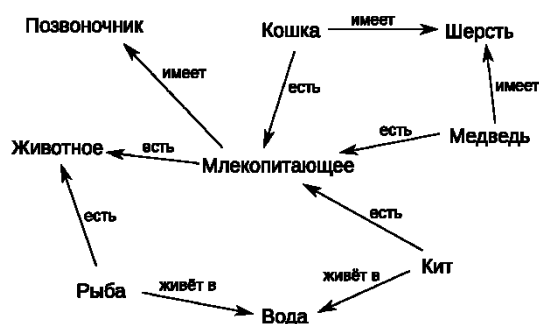 Позвоночник
Кошка
имеет
Шерсть
имеет
есть
имеет
Животное
есть
Млекопитающее
есть
Медведь
есть
есть
Рыба
живёт в
Вода
живёт в
Кит